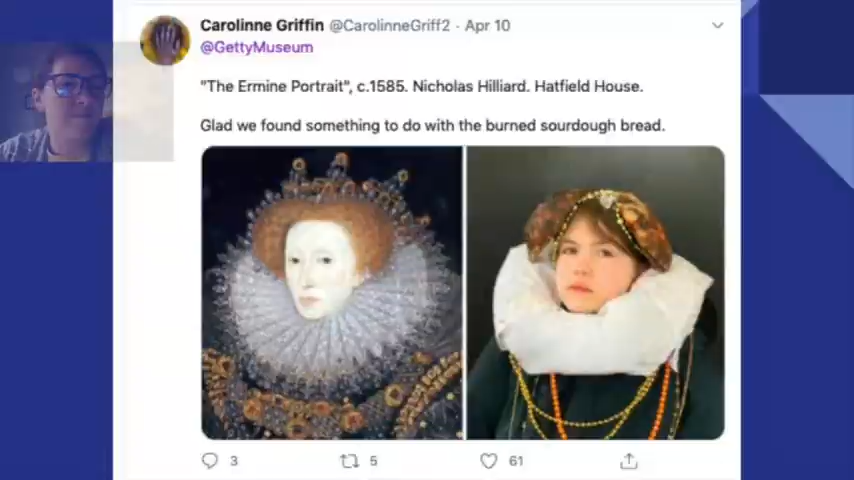 Carolinne Griffin @CarolinneGriff2 · Apr 10
@GettyMuseum
"The Ermine Portrait", c.1585. Nicholas Hilliard. Hatfield House.
Glad we found something to do with the burned sourdough bread.
3 5 61